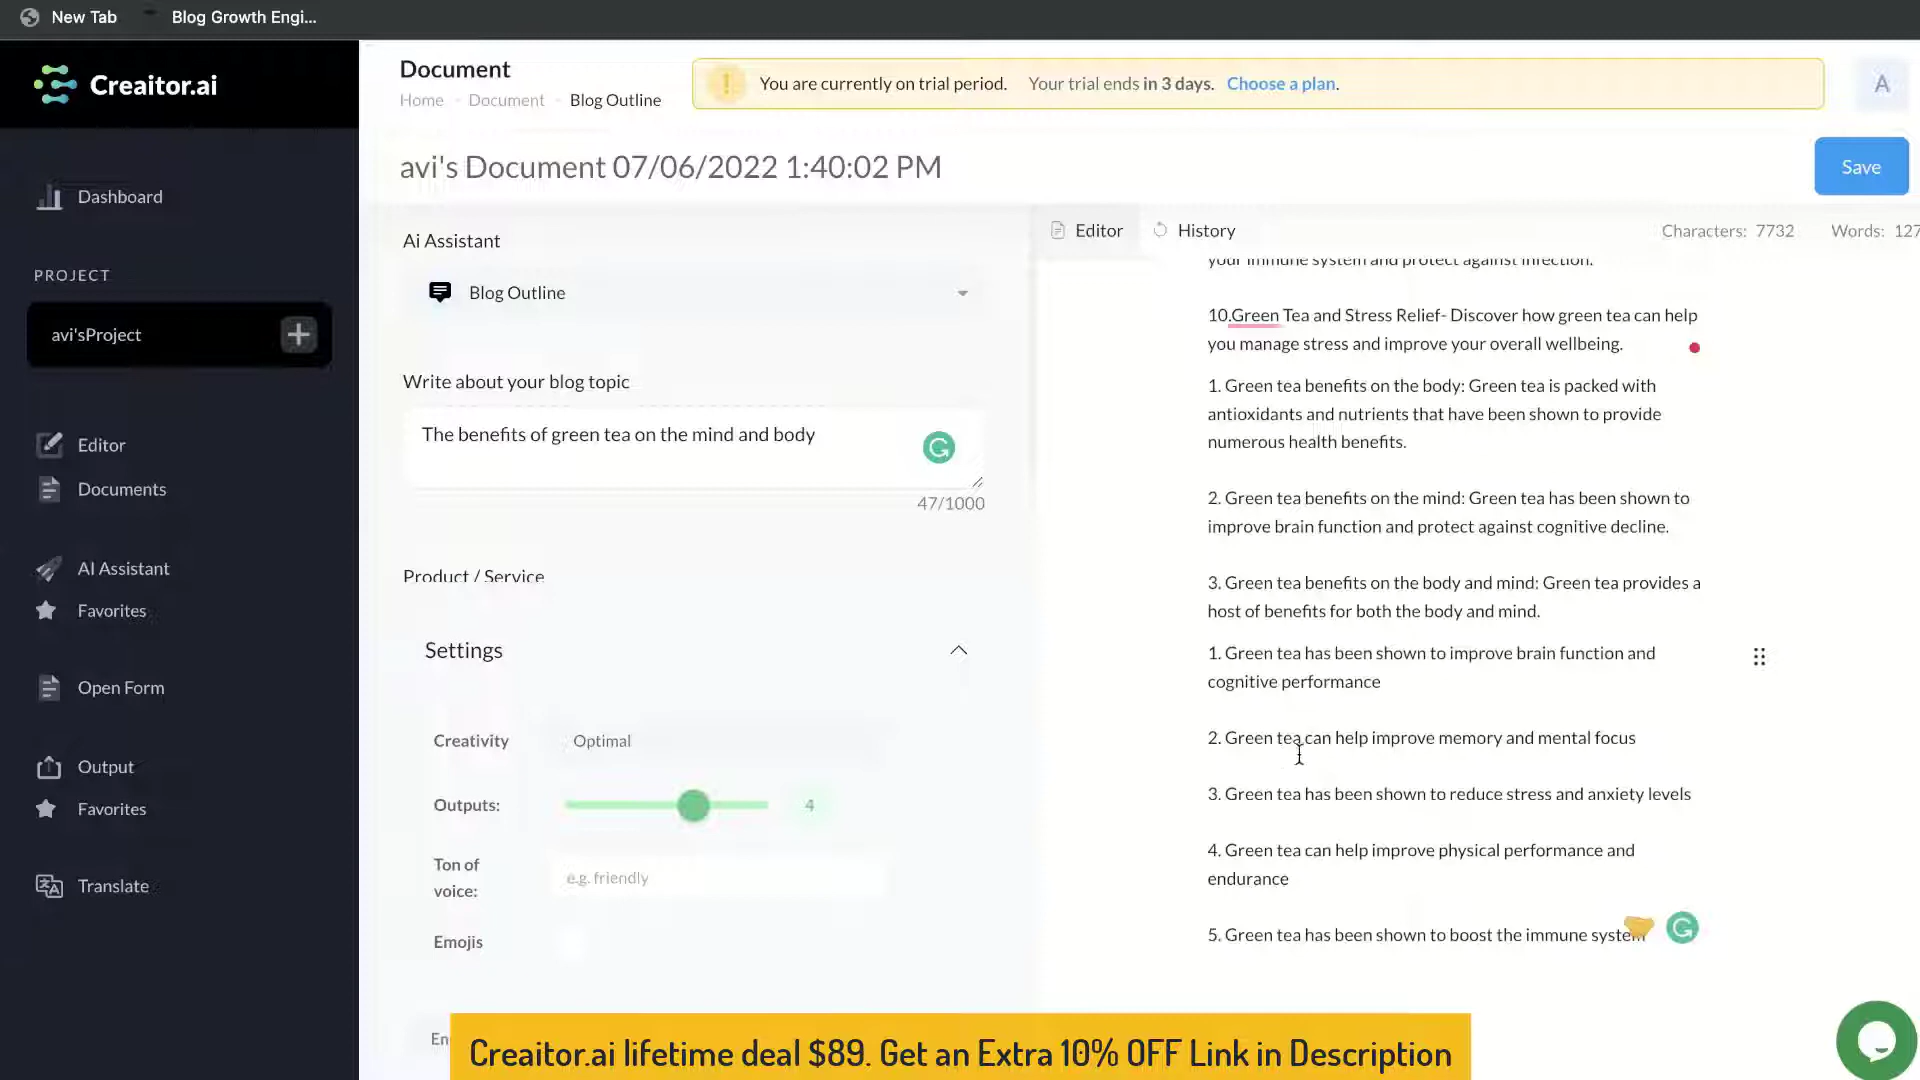 New Tab
Blog Growth Engi...
Creaitor.ai
Document
Home - Document - Blog Outline
You are currently on trial period. Your trial ends in 3 days. Choose a plan.
A
avi's Document 07/06/2022 1:40:02 PM
Save
Dashboard
PROJECT
avi'sProject
Editor
Documents
AI Assistant
Favorites
Open Form
Output
Favorites
Translate
Ai Assistant
Blog Outline
Write about your blog topic
The benefits of green tea on the mind and body
47/1000
Product / Service
Settings
Creativity Optimal
Outputs: 4
Ton of
voice:
e.g. friendly
Emojis
En
Editor
History
Characters: 7732 Words: 127
your immune system and protect against infection.
10.Green Tea and Stress Relief- Discover how green tea can help
you manage stress and improve your overall wellbeing.
1. Green tea benefits on the body: Green tea is packed with
antioxidants and nutrients that have been shown to provide
numerous health benefits.
2. Green tea benefits on the mind: Green tea has been shown to
improve brain function and protect against cognitive decline.
3. Green tea benefits on the body and mind: Green tea provides a
host of benefits for both the body and mind.
1. Green tea has been shown to improve brain function and
cognitive performance
2. Green tea can help improve memory and mental focus
3. Green tea has been shown to reduce stress and anxiety levels
4. Green tea can help improve physical performance and
endurance
5. Green tea has been shown to boost the immune system
Creaitor.ai lifetime deal $89. Get an Extra 10% OFF Link in Description